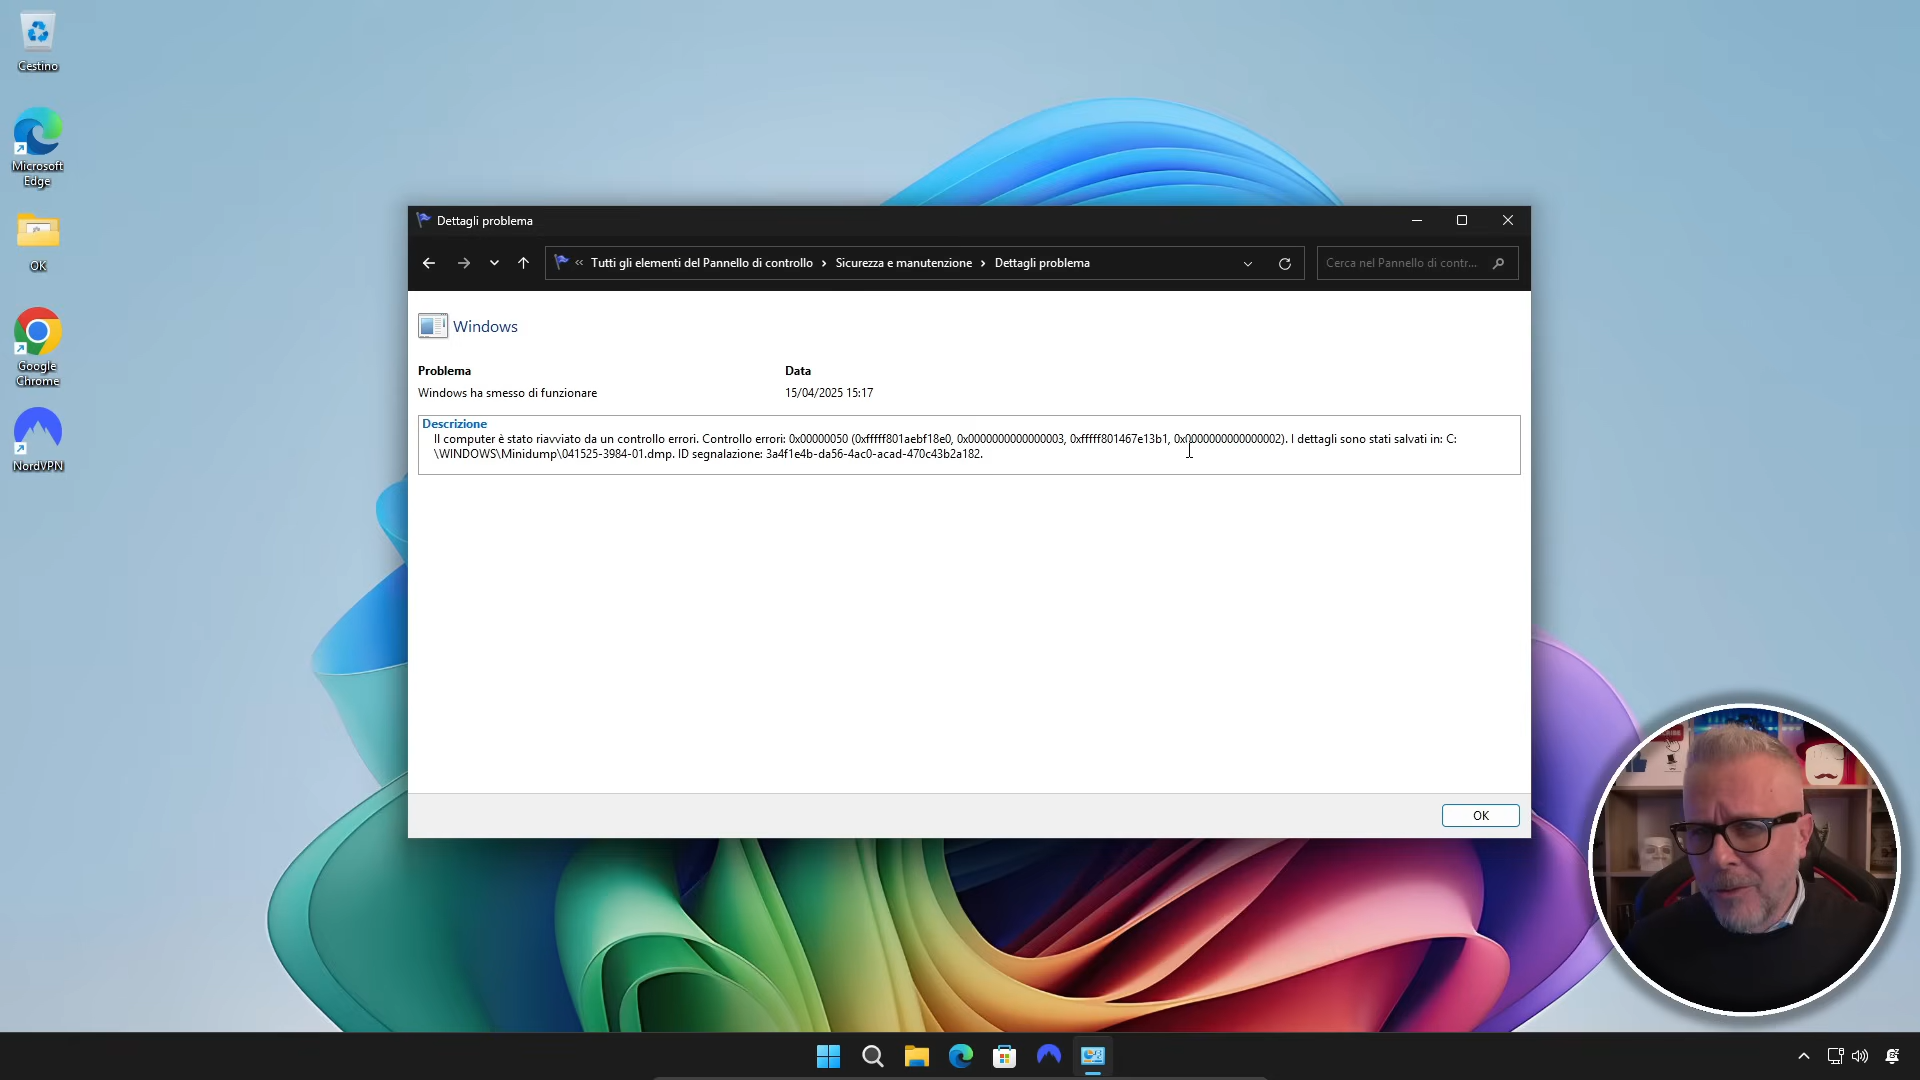 Cestino
Microsoft
Edge
OK
Google
Chrome
NordVPN
Dettagli problema
« Tutti gli elementi del Pannello di controllo › Sicurezza e manutenzione › Dettagli problema
Cerca nel Pannello di contr...
Windows
Problema Data
Windows ha smesso di funzionare 15/04/2025 15:17
Descrizione
Il computer è stato riavviato da un controllo errori. Controllo errori: 0x00000050 (0xfffff801aebf18e0, 0x0000000000000003, 0xfffff801467e13b1, 0x0000000000000002). I dettagli sono stati salvati in: C:
\WINDOWS\Minidump\041525-3984-01.dmp. ID segnalazione: 3a4f1e4b-da56-4ac0-acad-470c43b2a182.
OK